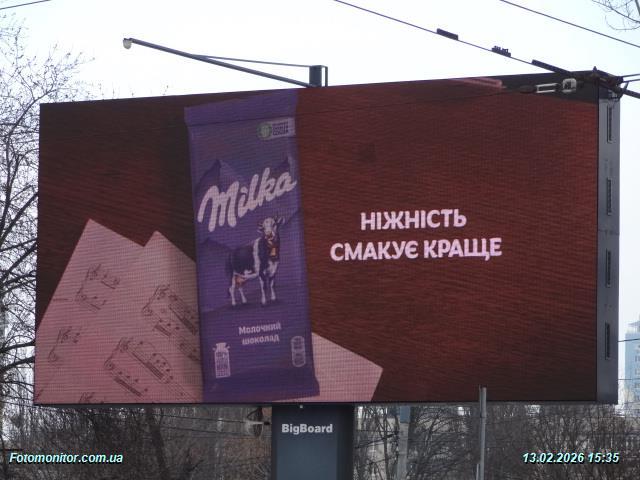 Milka
Молочний
шоколад
НІЖНІСТЬ
СМАКУЄ КРАЩЕ
BigBoard
Fotomonitor.com.ua
13.02.2026 15:35